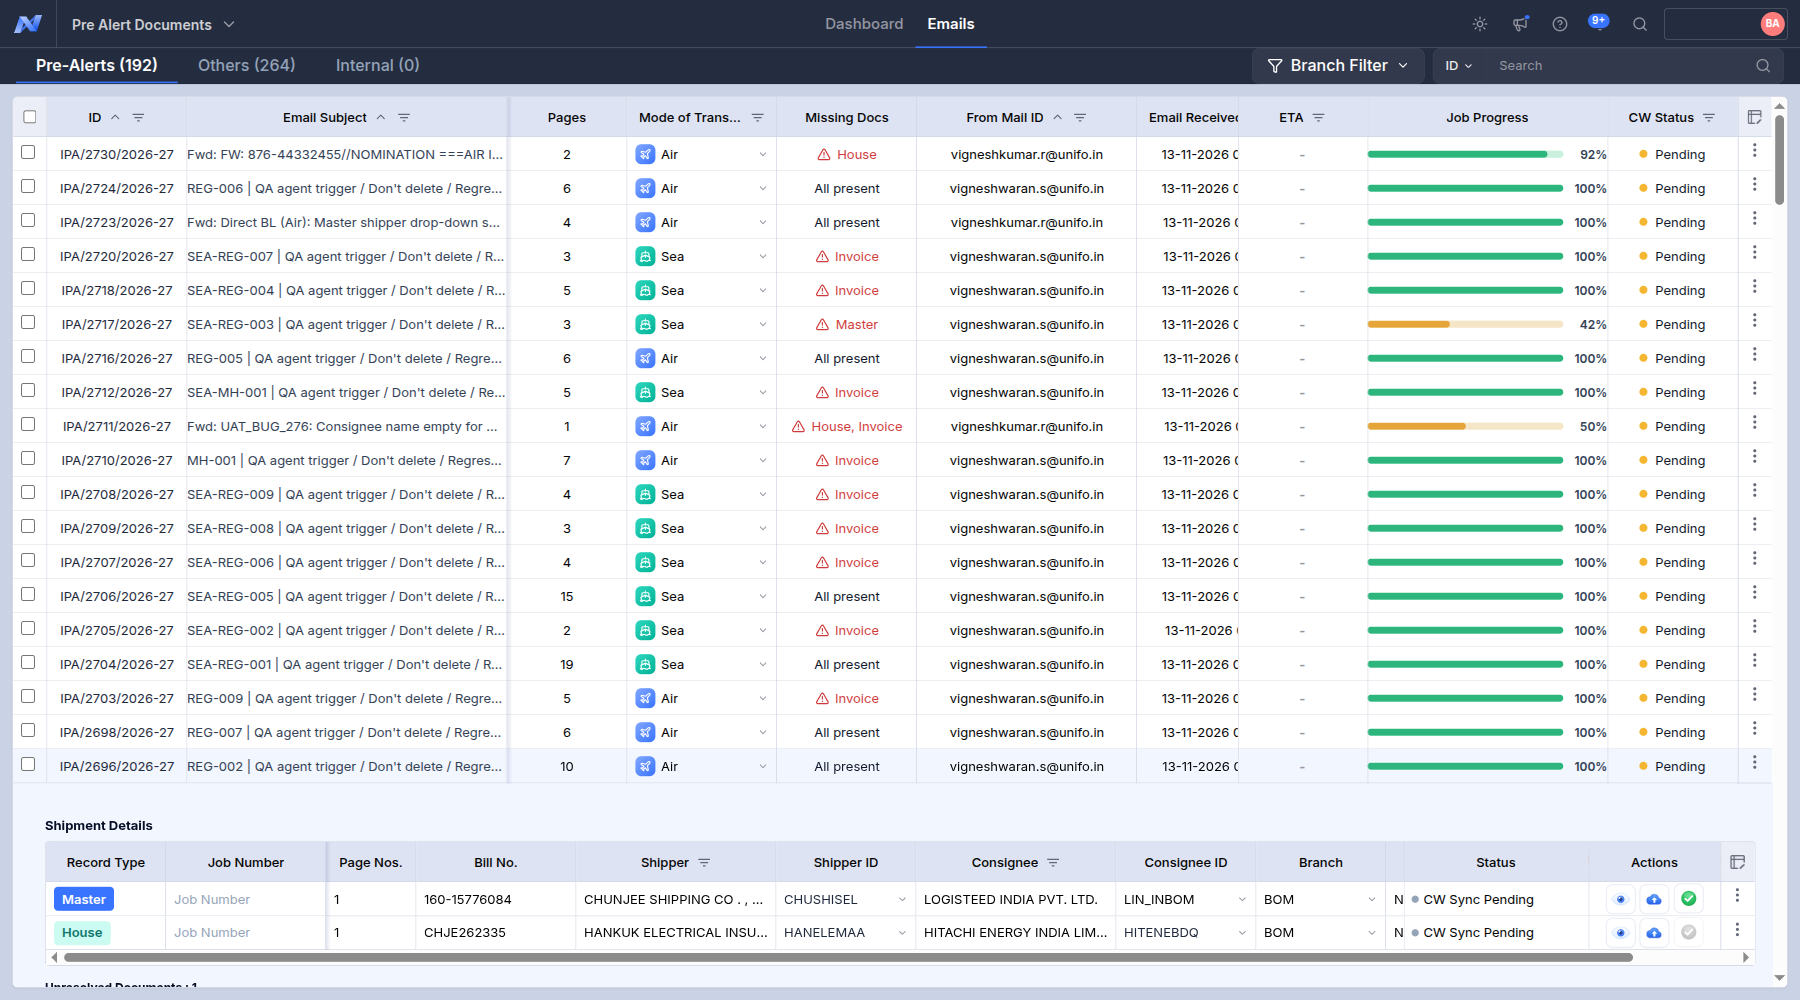 Pre Alert Documents
Dashboard
Emails
9+
BA
Pre-Alerts (192)
Others (264)
Internal (0)
Branch Filter
ID
Search
ID Email Subject Pages Mode of Trans... Missing Docs From Mail ID Email Received ETA Job Progress CW Status
IPA/2730/2026-27 Fwd: FW: 876-44332455//NOMINATION ===AIR I... 2 Air House vigneshkumar.r@unifo.in 13-11-2026 0 - 92% Pending
IPA/2724/2026-27 REG-006 | QA agent trigger / Don't delete / Regre... 6 Air All present vigneshwaran.s@unifo.in 13-11-2026 0 - 100% Pending
IPA/2723/2026-27 Fwd: Direct BL (Air): Master shipper drop-down s... 4 Air All present vigneshkumar.r@unifo.in 13-11-2026 0 - 100% Pending
IPA/2720/2026-27 SEA-REG-007 | QA agent trigger / Don't delete / R... 3 Sea Invoice vigneshwaran.s@unifo.in 13-11-2026 0 - 100% Pending
IPA/2718/2026-27 SEA-REG-004 | QA agent trigger / Don't delete / R... 5 Sea Invoice vigneshwaran.s@unifo.in 13-11-2026 0 - 100% Pending
IPA/2717/2026-27 SEA-REG-003 | QA agent trigger / Don't delete / R... 3 Sea Master vigneshwaran.s@unifo.in 13-11-2026 0 - 42% Pending
IPA/2716/2026-27 REG-005 | QA agent trigger / Don't delete / Regre... 6 Air All present vigneshwaran.s@unifo.in 13-11-2026 0 - 100% Pending
IPA/2712/2026-27 SEA-MH-001 | QA agent trigger / Don't delete / Re... 5 Sea Invoice vigneshwaran.s@unifo.in 13-11-2026 0 - 100% Pending
IPA/2711/2026-27 Fwd: UAT_BUG_276: Consignee name empty for ... 1 Air House, Invoice vigneshkumar.r@unifo.in 13-11-2026 0 - 50% Pending
IPA/2710/2026-27 MH-001 | QA agent trigger / Don't delete / Regres... 7 Air Invoice vigneshwaran.s@unifo.in 13-11-2026 0 - 100% Pending
IPA/2708/2026-27 SEA-REG-009 | QA agent trigger / Don't delete / R... 4 Sea Invoice vigneshwaran.s@unifo.in 13-11-2026 0 - 100% Pending
IPA/2709/2026-27 SEA-REG-008 | QA agent trigger / Don't delete / R... 3 Sea Invoice vigneshwaran.s@unifo.in 13-11-2026 0 - 100% Pending
IPA/2707/2026-27 SEA-REG-006 | QA agent trigger / Don't delete / R... 4 Sea Invoice vigneshwaran.s@unifo.in 13-11-2026 0 - 100% Pending
IPA/2706/2026-27 SEA-REG-005 | QA agent trigger / Don't delete / R... 15 Sea All present vigneshwaran.s@unifo.in 13-11-2026 0 - 100% Pending
IPA/2705/2026-27 SEA-REG-002 | QA agent trigger / Don't delete / R... 2 Sea Invoice vigneshwaran.s@unifo.in 13-11-2026 - 100% Pending
IPA/2704/2026-27 SEA-REG-001 | QA agent trigger / Don't delete / R... 19 Sea All present vigneshwaran.s@unifo.in 13-11-2026 0 - 100% Pending
IPA/2703/2026-27 REG-009 | QA agent trigger / Don't delete / Regre... 5 Air Invoice vigneshwaran.s@unifo.in 13-11-2026 0 - 100% Pending
IPA/2698/2026-27 REG-007 | QA agent trigger / Don't delete / Regre... 6 Air All present vigneshwaran.s@unifo.in 13-11-2026 0 - 100% Pending
IPA/2696/2026-27 REG-002 | QA agent trigger / Don't delete / Regre... 10 Air All present vigneshwaran.s@unifo.in 13-11-2026 0 - 100% Pending
Shipment Details
Record Type Job Number Page Nos. Bill No. Shipper Shipper ID Consignee Consignee ID Branch Status Actions
Master Job Number 1 160-15776084 CHUNJEE SHIPPING CO . , ... CHUSHISEL LOGISTEED INDIA PVT. LTD. LIN_INBOM BOM N CW Sync Pending
House Job Number 1 CHJE262335 HANKUK ELECTRICAL INSU... HANELEMAA HITACHI ENERGY INDIA LIM... HITENEBDQ BOM N CW Sync Pending
Unresolved Documents : 1